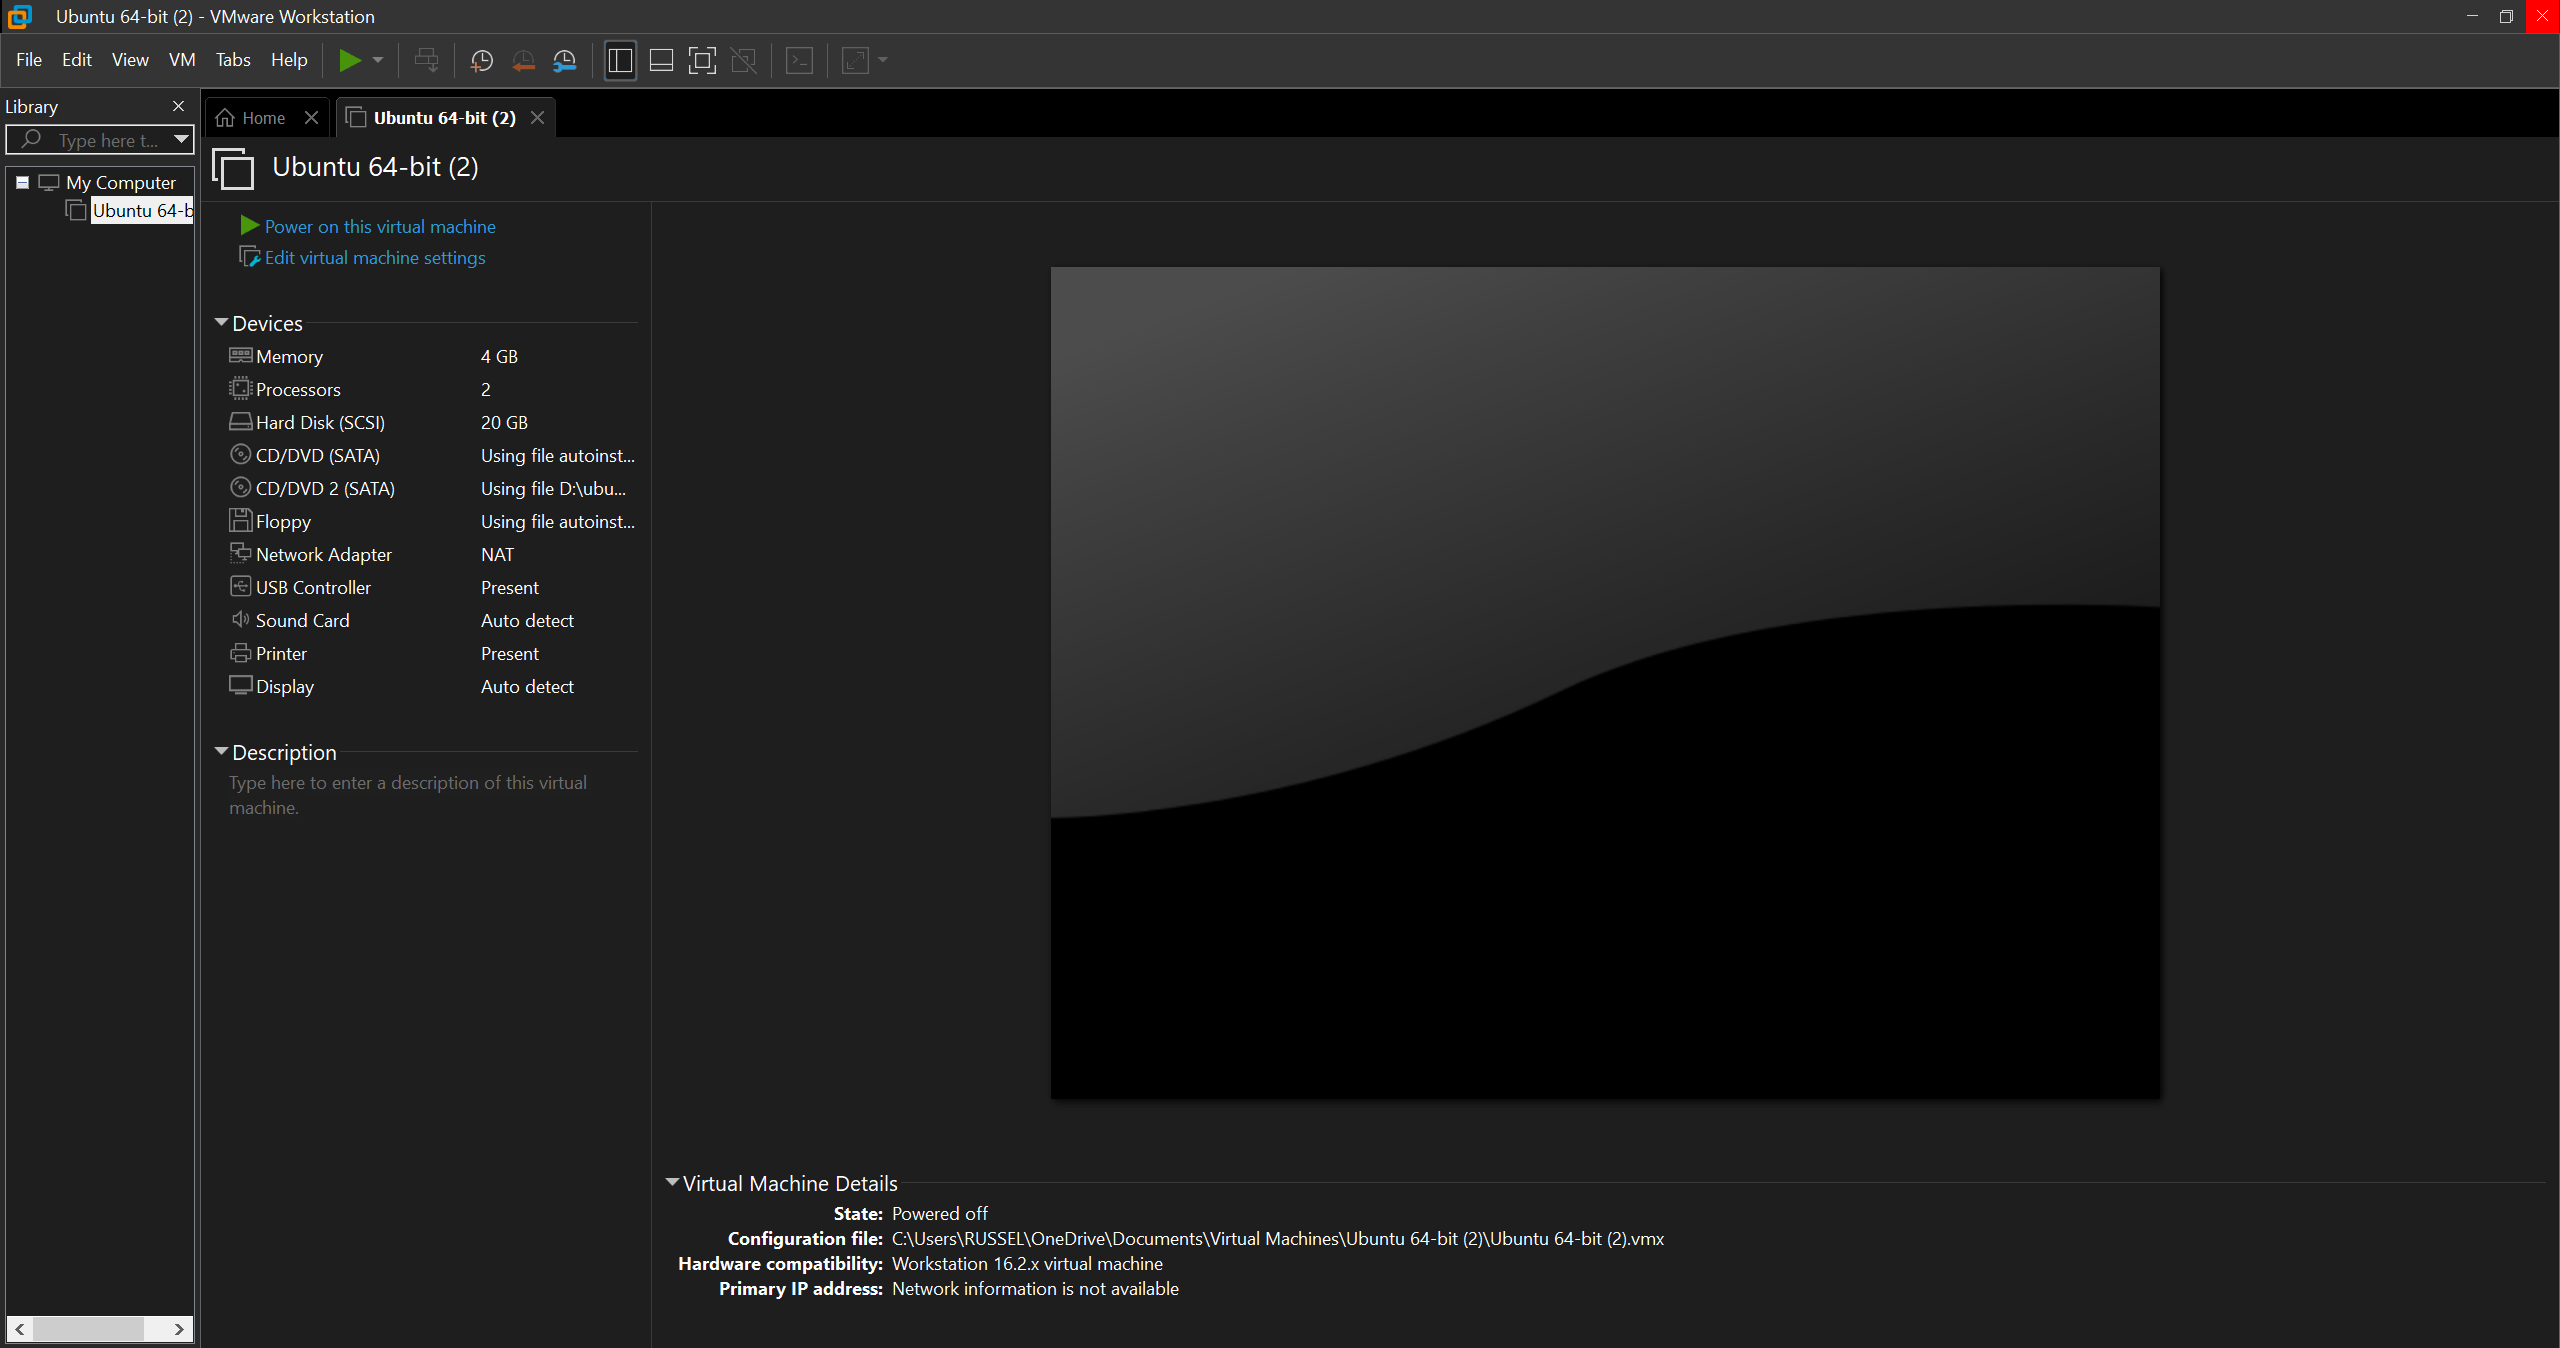 Ubuntu 64-bit (2) - VMware Workstation
File Edit View VM Tabs Help
Library
Type here t...
My Computer
Ubuntu 64-b
Home
Ubuntu 64-bit (2)
Ubuntu 64-bit (2)
Power on this virtual machine
Edit virtual machine settings
Devices
Memory 4 GB
Processors 2
Hard Disk (SCSI) 20 GB
CD/DVD (SATA) Using file autoinst...
CD/DVD 2 (SATA) Using file D:\ubu...
Floppy Using file autoinst...
Network Adapter NAT
USB Controller Present
Sound Card Auto detect
Printer Present
Display Auto detect
Description
Type here to enter a description of this virtual
machine.
Virtual Machine Details
State: Powered off
Configuration file: C:\Users\RUSSEL\OneDrive\Documents\Virtual Machines\Ubuntu 64-bit (2)\Ubuntu 64-bit (2).vmx
Hardware compatibility: Workstation 16.2.x virtual machine
Primary IP address: Network information is not available